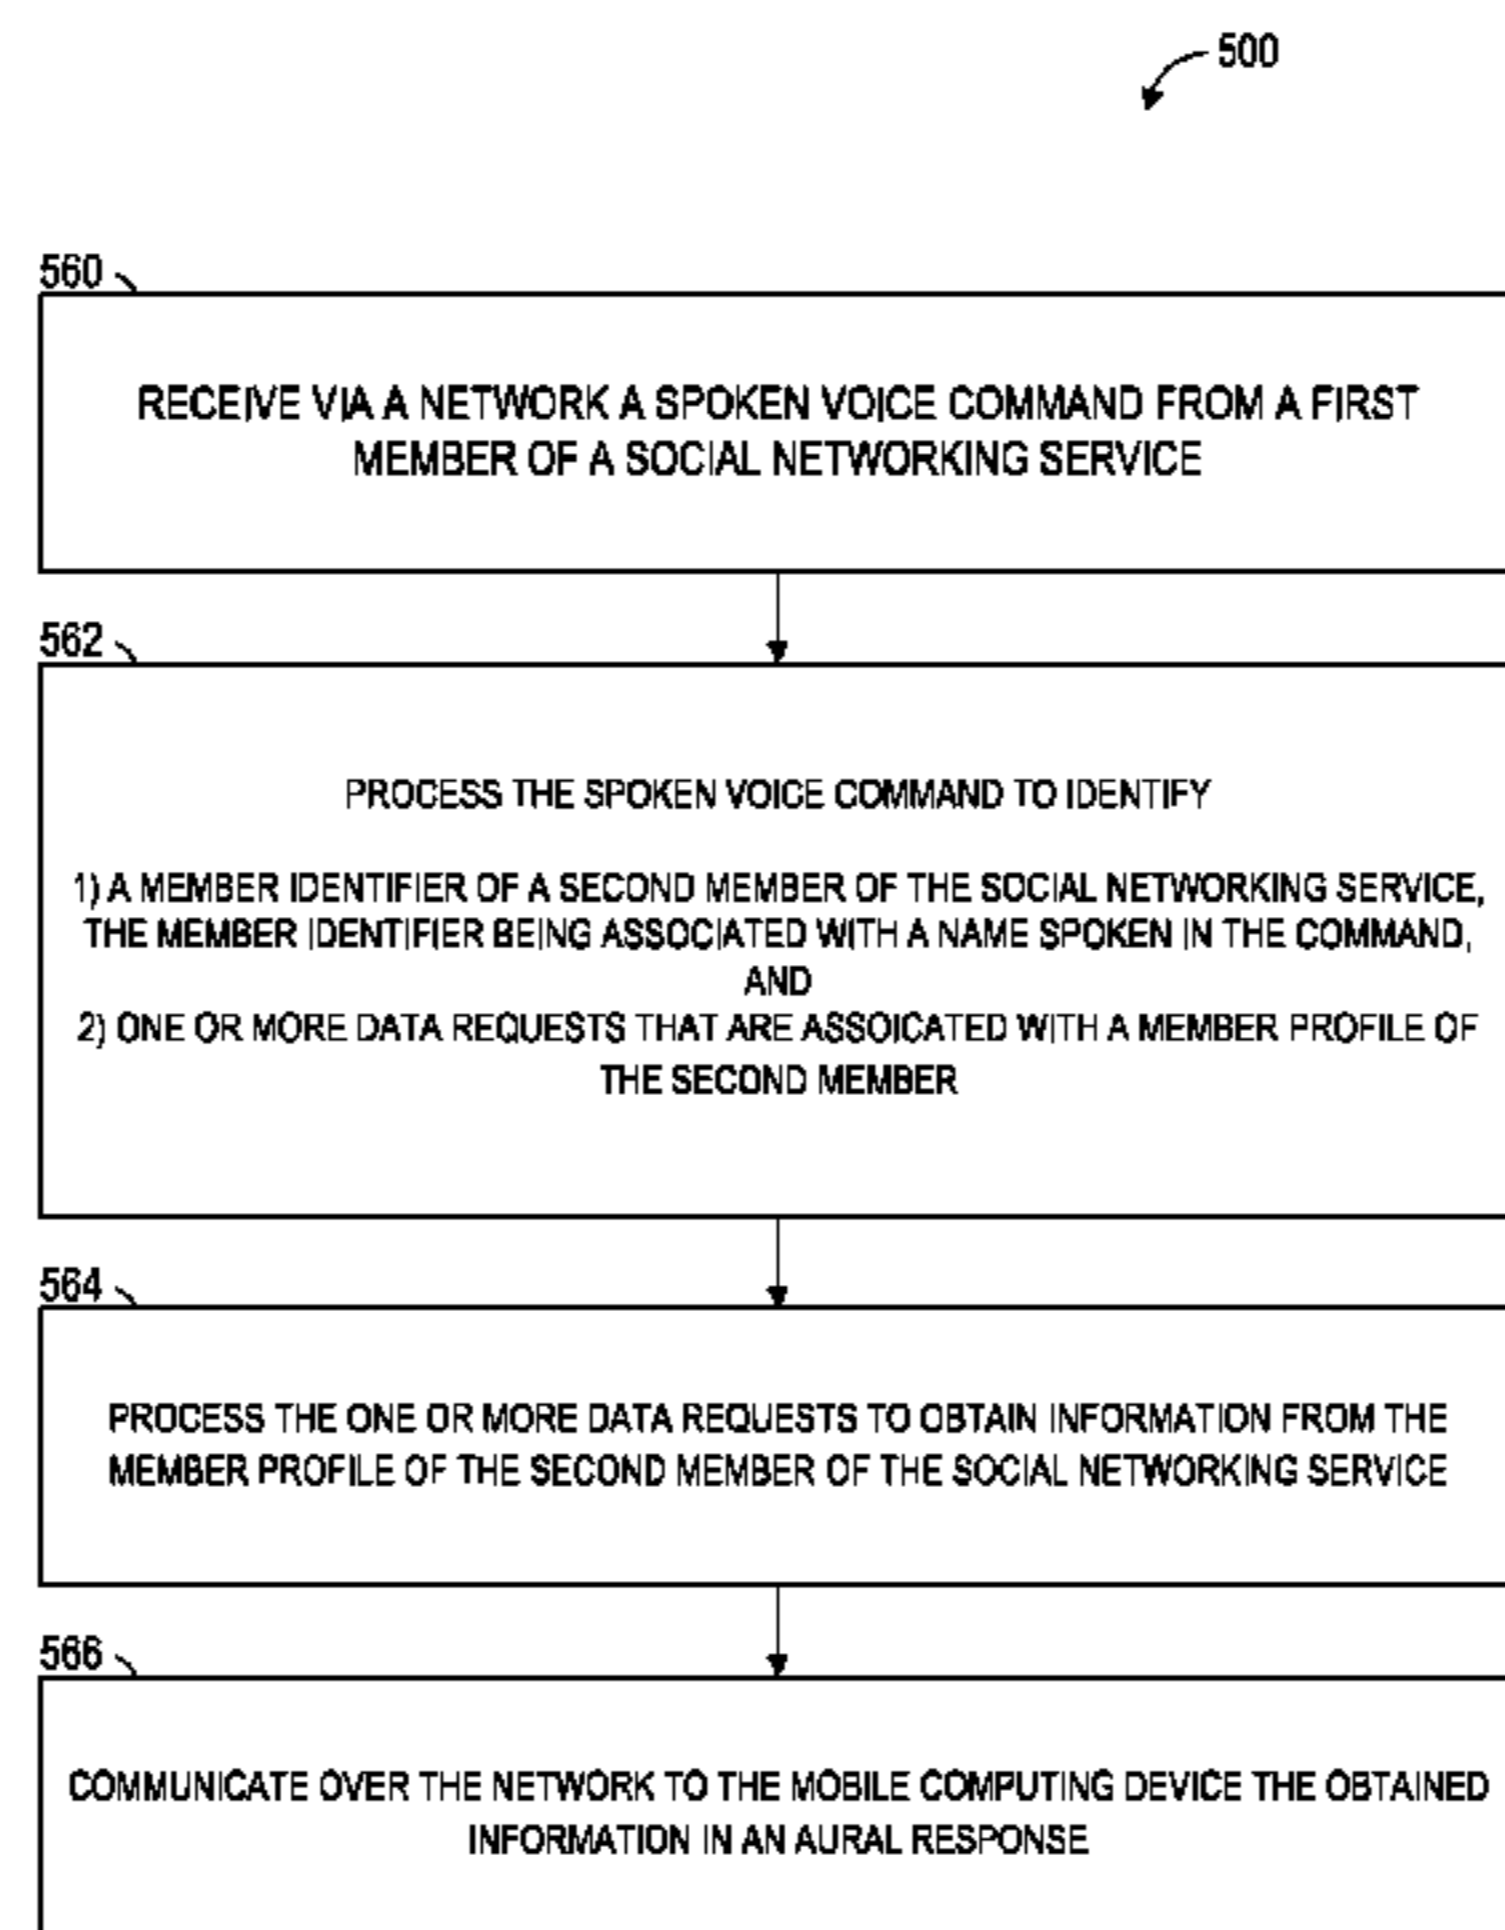 500
560
RECEIVE VIA A NETWORK A SPOKEN VOICE COMMAND FROM A FIRST
MEMBER OF A SOCIAL NETWORKING SERVICE
562
PROCESS THE SPOKEN VOICE COMMAND TO IDENTIFY
1) A MEMBER IDENTIFIER OF A SECOND MEMBER OF THE SOCIAL NETWORKING SERVICE,
THE MEMBER IDENTIFIER BEING ASSOCIATED WITH A NAME SPOKEN IN THE COMMAND,
AND
2) ONE OR MORE DATA REQUESTS THAT ARE ASSOICATED WITH A MEMBER PROFILE OF
THE SECOND MEMBER
564
PROCESS THE ONE OR MORE DATA REQUESTS TO OBTAIN INFORMATION FROM THE
MEMBER PROFILE OF THE SECOND MEMBER OF THE SOCIAL NETWORKING SERVICE
566
COMMUNICATE OVER THE NETWORK TO THE MOBILE COMPUTING DEVICE THE OBTAINED
INFORMATION IN AN AURAL RESPONSE